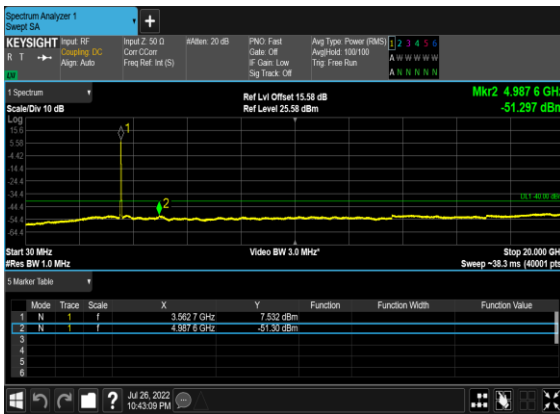 Spectrum Analyzer 1
Swept SA
+
KEYSIGHT Input: RF Input Z: 50 Ω #Atten: 20 dB PNO: Fast Avg Type: Power (RMS) 1 2 3 4 5 6
R T Coupling: DC Corr CCorr Gate: Off Avg|Hold: 100/100 A W W W W W
Align: Auto Freq Ref: Int (S) IF Gain: Low Trig: Free Run
Sig Track: Off A N N N N N
1 Spectrum Ref Lvl Offset 15.58 dB Mkr2 4.987 6 GHz
Scale/Div 10 dB Ref Level 25.58 dBm -51.297 dBm
Log
15.6 1
5.58
-4.42
-14.4
-24.4
-34.4 DL1 -40.00 dBm
-44.4 2
-54.4
-64.4
Start 30 MHz Video BW 3.0 MHz* Stop 20.000 GHz
#Res BW 1.0 MHz Sweep ~38.3 ms (40001 pts)
5 Marker Table
Mode Trace Scale X Y Function Function Width Function Value
1 N 1 f 3.562 7 GHz 7.532 dBm
2 N 1 f 4.987 6 GHz -51.30 dBm
3
4
5
6
? Jul 26, 2022
10:43:09 PM